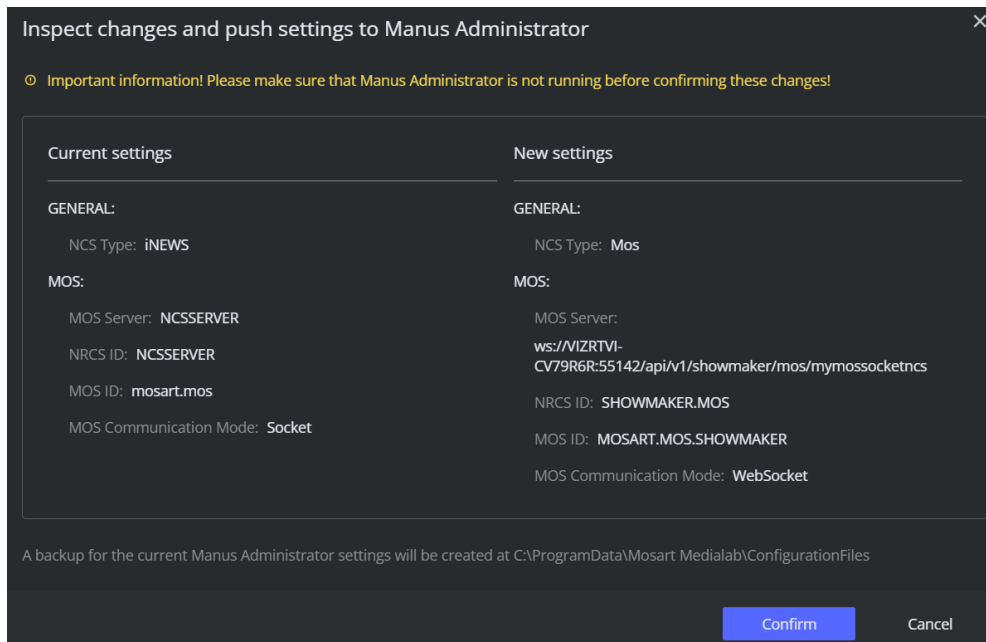 Inspect changes and push settings to Manus Administrator
Important information! Please make sure that Manus Administrator is not running before confirming these changes!
Current settings
GENERAL:
NCS Type: iNEWS
MOS:
MOS Server: NCSSERVER
NRCS ID: NCSSERVER
MOS ID: mosart.mos
MOS Communication Mode: Socket
New settings
GENERAL:
NCS Type: Mos
MOS:
MOS Server:
ws://VIZRTVI-
CV79R6R:55142/api/v1/showmaker/mos/mymossocketncs
NRCS ID: SHOWMAKER.MOS
MOS ID: MOSART.MOS.SHOWMAKER
MOS Communication Mode: WebSocket
A backup for the current Manus Administrator settings will be created at C:\ProgramData\Mosart Medialab\ConfigurationFiles
Confirm
Cancel